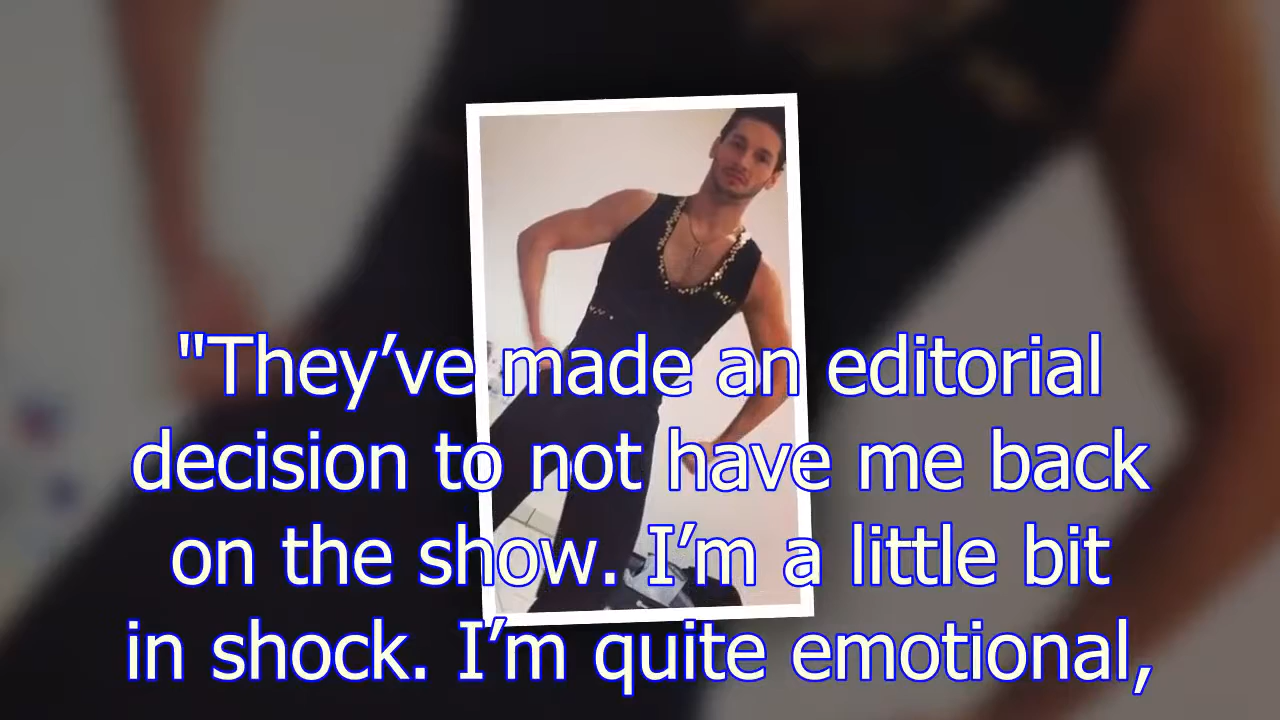 "They’ve made an editorial
decision to not have me back
on the show. I’m a little bit
in shock. I’m quite emotional,